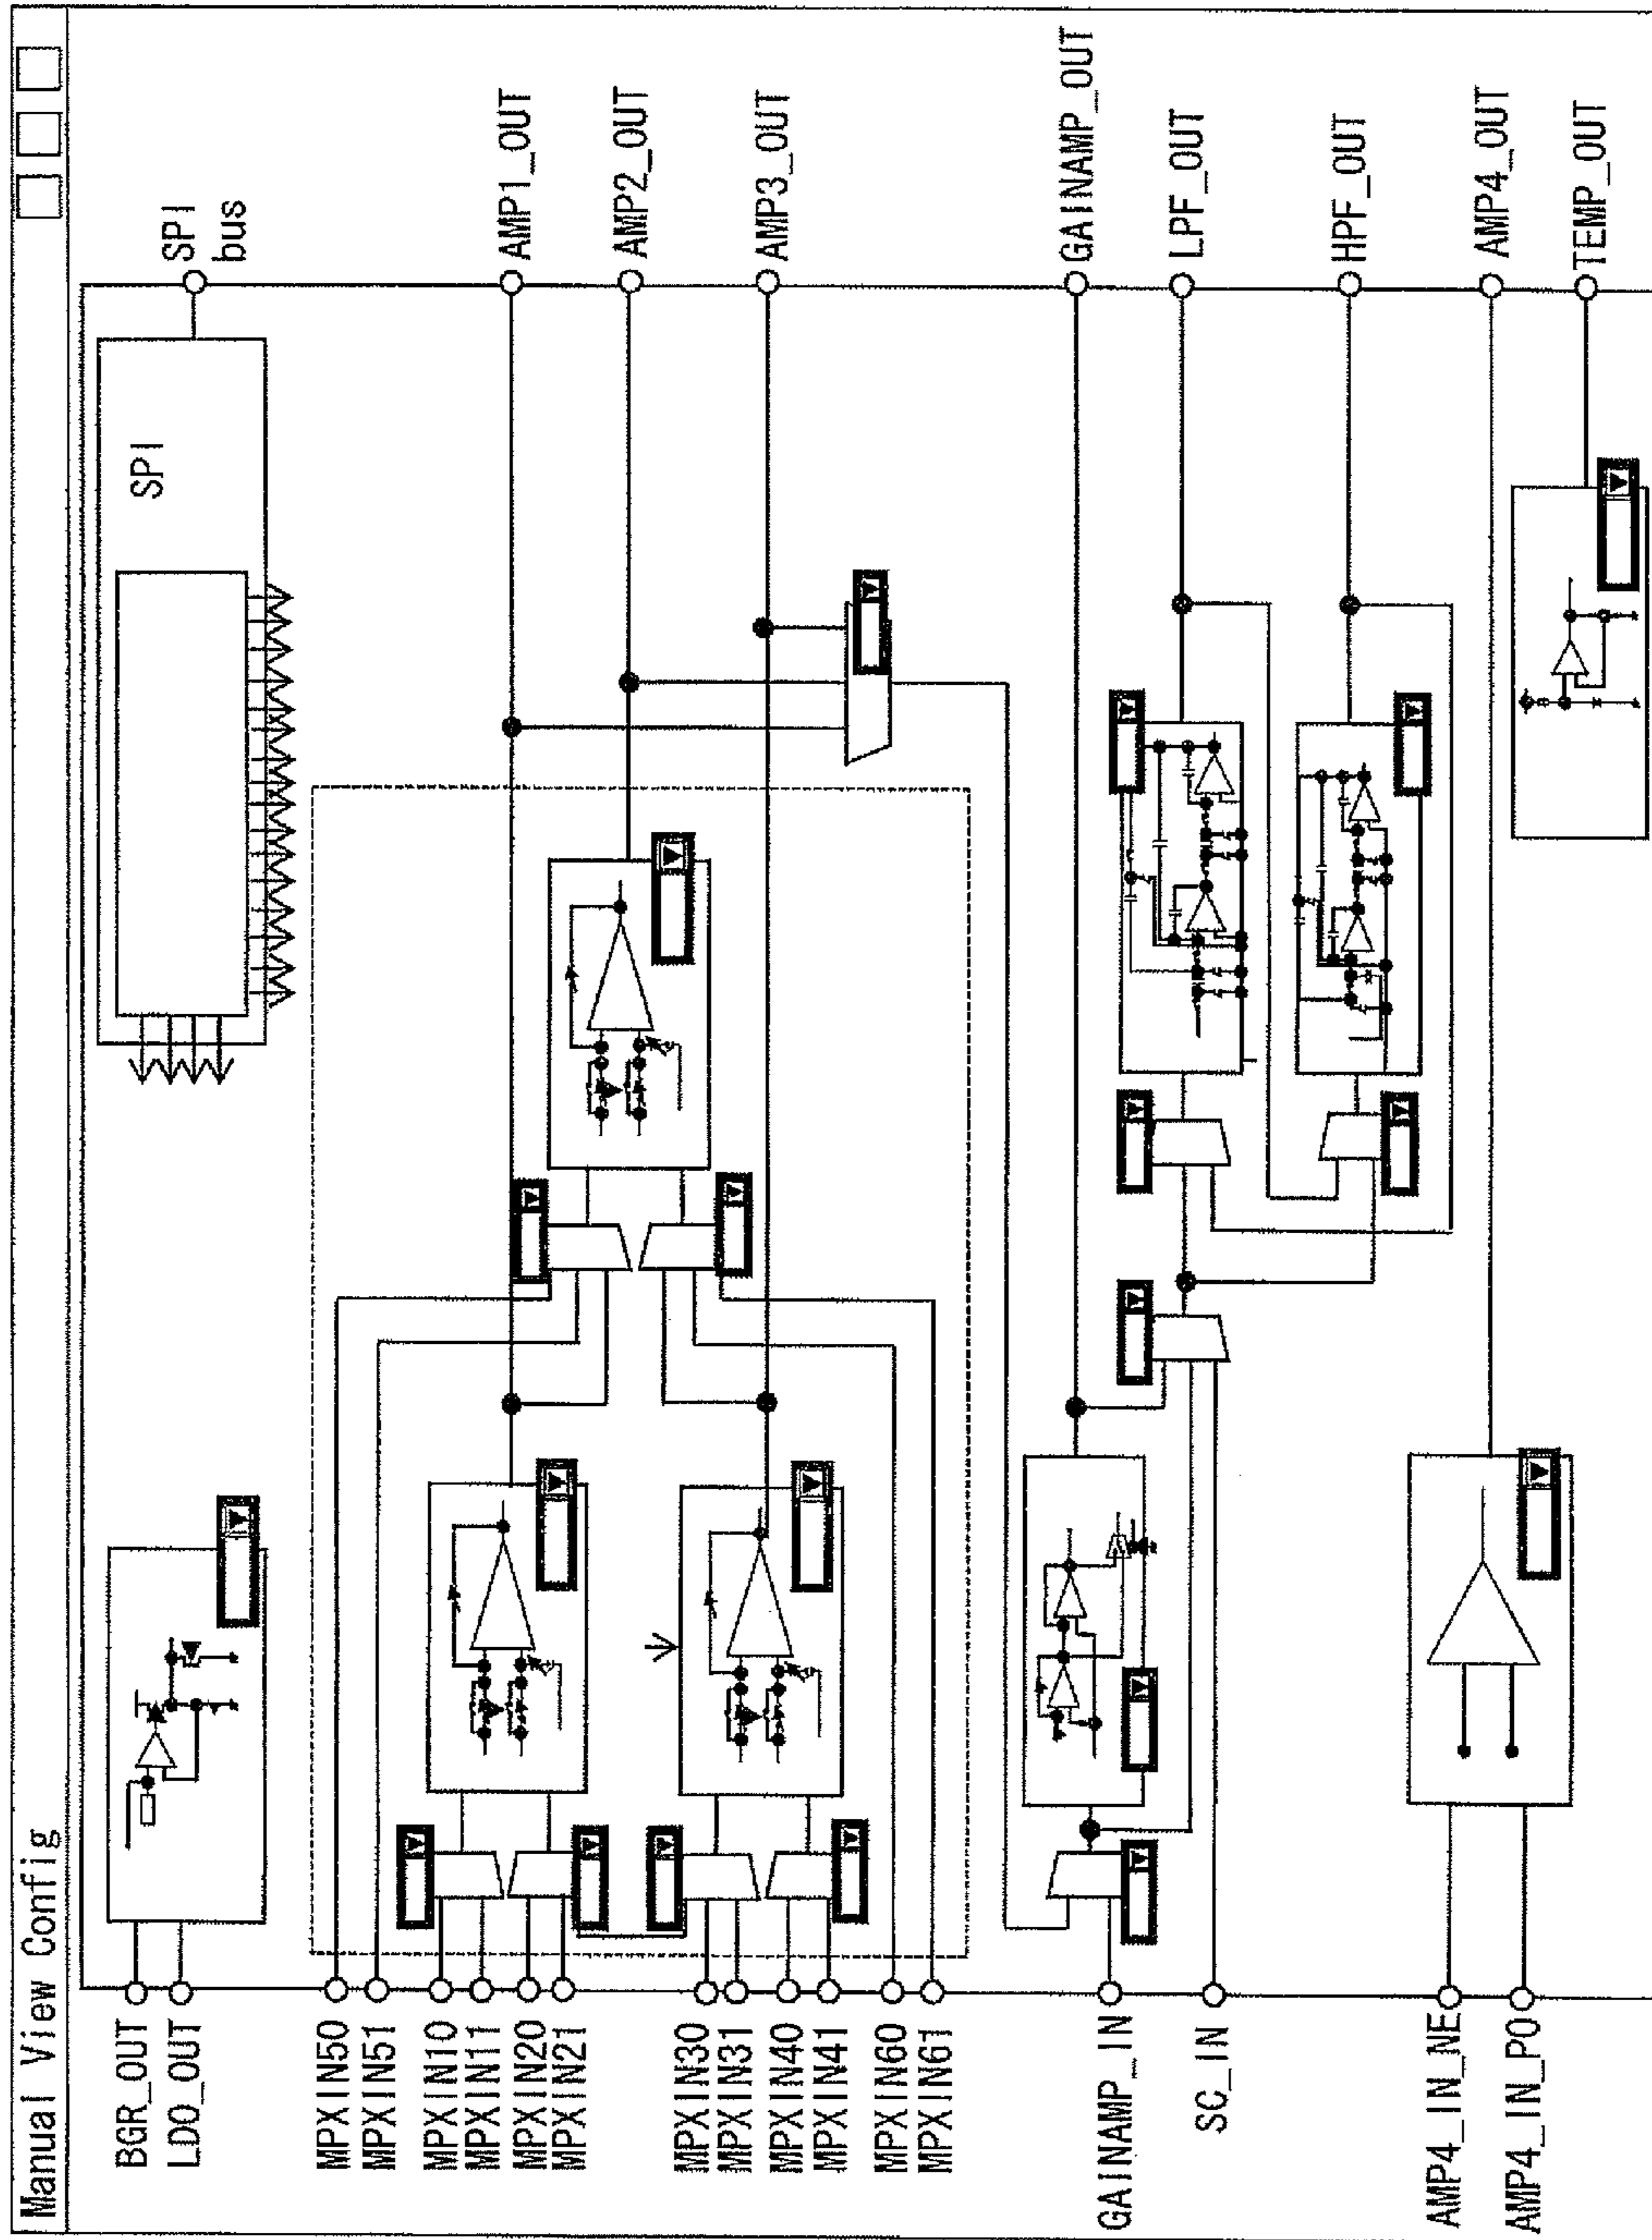 Manual View Config
BGR_OUT
LDO_OUT
MPXIN50
MPXIN51
MPXIN10
MPXIN11
MPXIN20
MPXIN21
MPXIN30
MPXIN31
MPXIN40
MPXIN41
MPXIN60
MPXIN61
GAINAMP_IN
SC_IN
AMP4_IN_NE
AMP4_IN_PO
SPI
SPI
bus
AMP1_OUT
AMP2_OUT
AMP3_OUT
GAINAMP_OUT
LPF_OUT
HPF_OUT
AMP4_OUT
TEMP_OUT